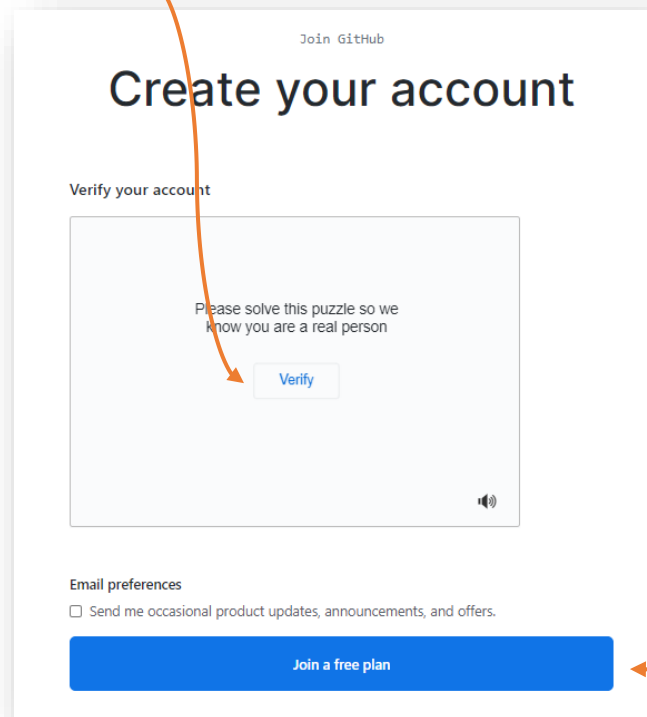 Join GitHub
Create your account
Verify your account
Please solve this puzzle so we
know you are a real person
Verify
Email preferences
Send me occasional product updates, announcements, and offers.
Join a free plan